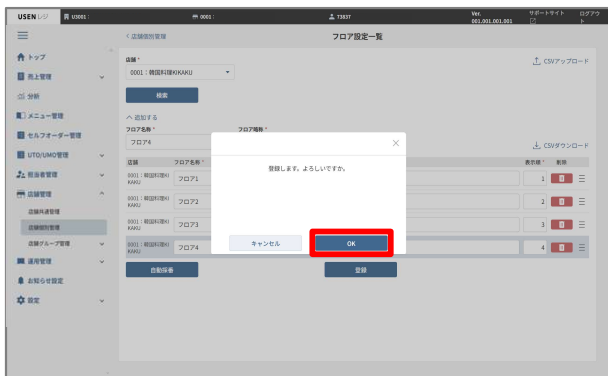 USEN レジ U3001： 0001： T3837 Ver. 001.001.001.001 サポートサイト ログアウト
＜店舗個別管理 フロア設定一覧
トップ
売上管理
分析
メニュー管理
セルフオーダー管理
UTO/UMO管理
担当者管理
店舗管理
店舗共通管理
店舗個別管理
店舗グループ管理
運用管理
お知らせ設定
設定
店舗*
CSVアップロード
0001：韓国料理KIKAKU
検索
へ 追加する
フロア名称* フロア略称*
フロア4
CSVダウンロード
店舗 フロア名称* 表示順* 削除
0001：韓国料理KIKAKU フロア1 1
0001：韓国料理KIKAKU フロア2 2
0001：韓国料理KIKAKU フロア3 3
0001：韓国料理KIKAKU フロア4 4
自動採番 登録
登録します。よろしいですか。
キャンセル OK